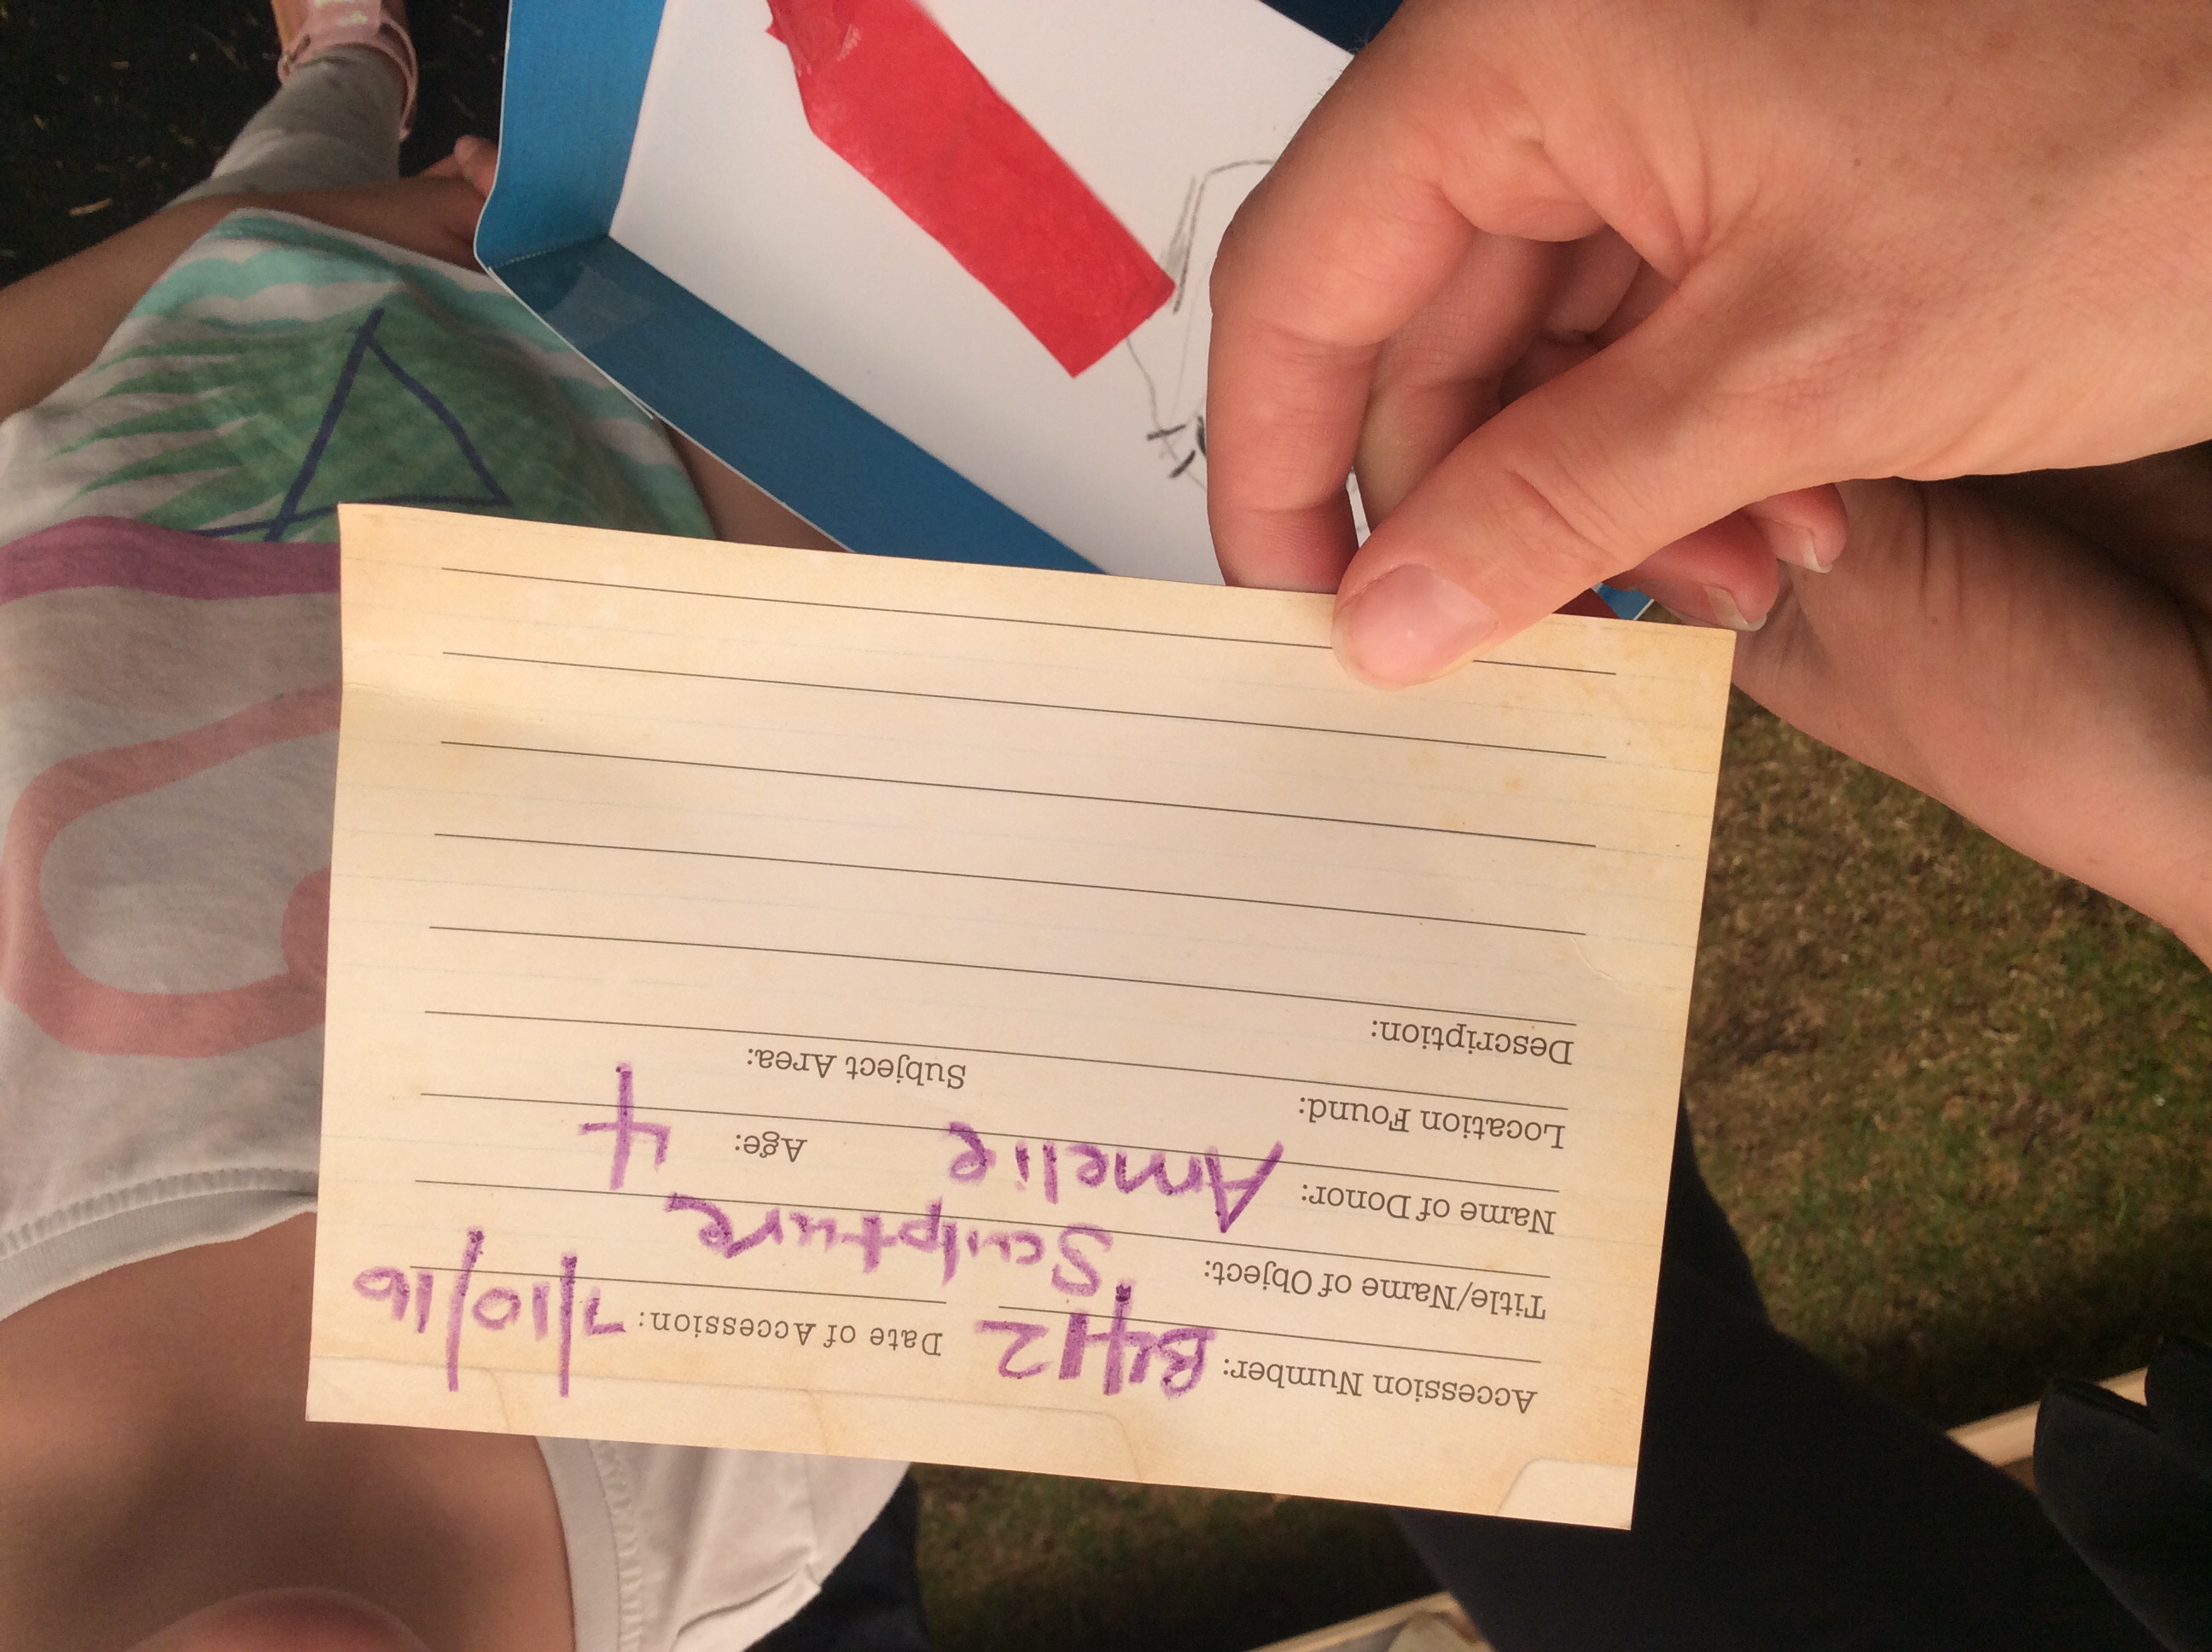 Accession Number: B412 Date of Accession: 7/10/16
Title/Name of Object: Sculpture
Name of Donor: Amelie Age: 4
Location Found: Subject Area:
Description: